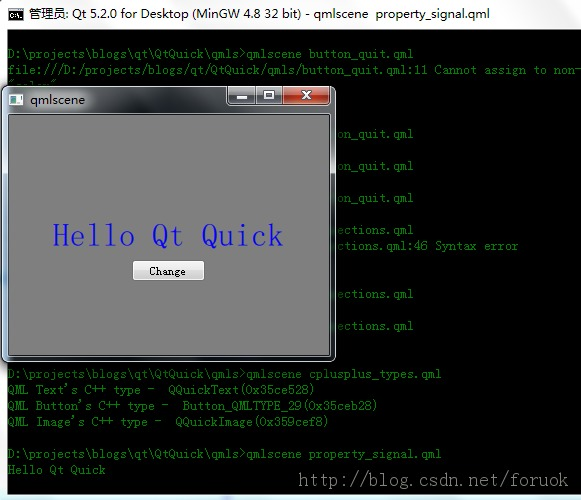 管理员: Qt 5.2.0 for Desktop (MinGW 4.8 32 bit) - qmlscene  property_signal.qml
D:\projects\blogs\qt\QtQuick\qmls>qmlscene button_quit.qml
file:///D:/projects/blogs/qt/QtQuick/qmls/button_quit.qml:11 Cannot assign to non-
qmlscene
ton_quit.qml
ton_quit.qml
ton_quit.qml
ections.qml
ctions.qml:46 Syntax error
Hello Qt Quick
Change
ections.qml
ections.qml
D:\projects\blogs\qt\QtQuick\qmls>qmlscene cplusplus_types.qml
QML Text's C++ type -  QQuickText(0x35ce528)
QML Button's C++ type -  Button_QMLTYPE_29(0x35ceb28)
QML Image's C++ type -  QQuickImage(0x359cef8)
D:\projects\blogs\qt\QtQuick\qmls>qmlscene property_signal.qml
Hello Qt Quick
http://blog.csdn.net/foruok